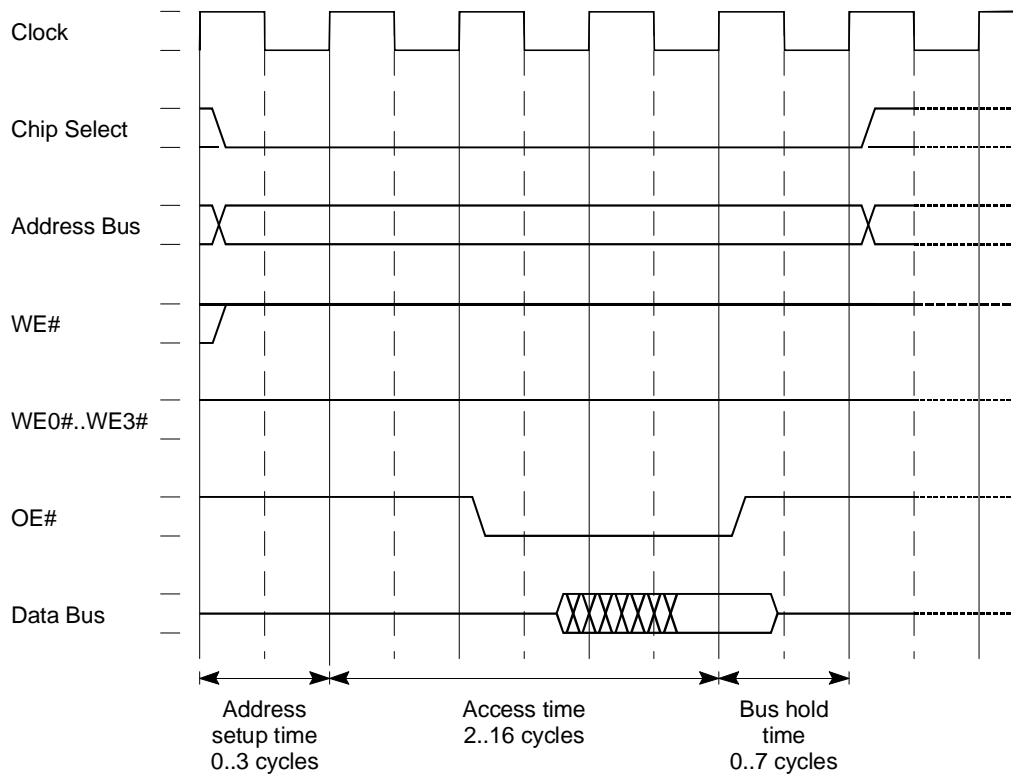 Clock
Chip Select
Address Bus
WE#
WE0#..WE3#
OE#
Data Bus
Address
setup time
0..3 cycles
Access time
2..16 cycles
Bus hold
time
0..7 cycles